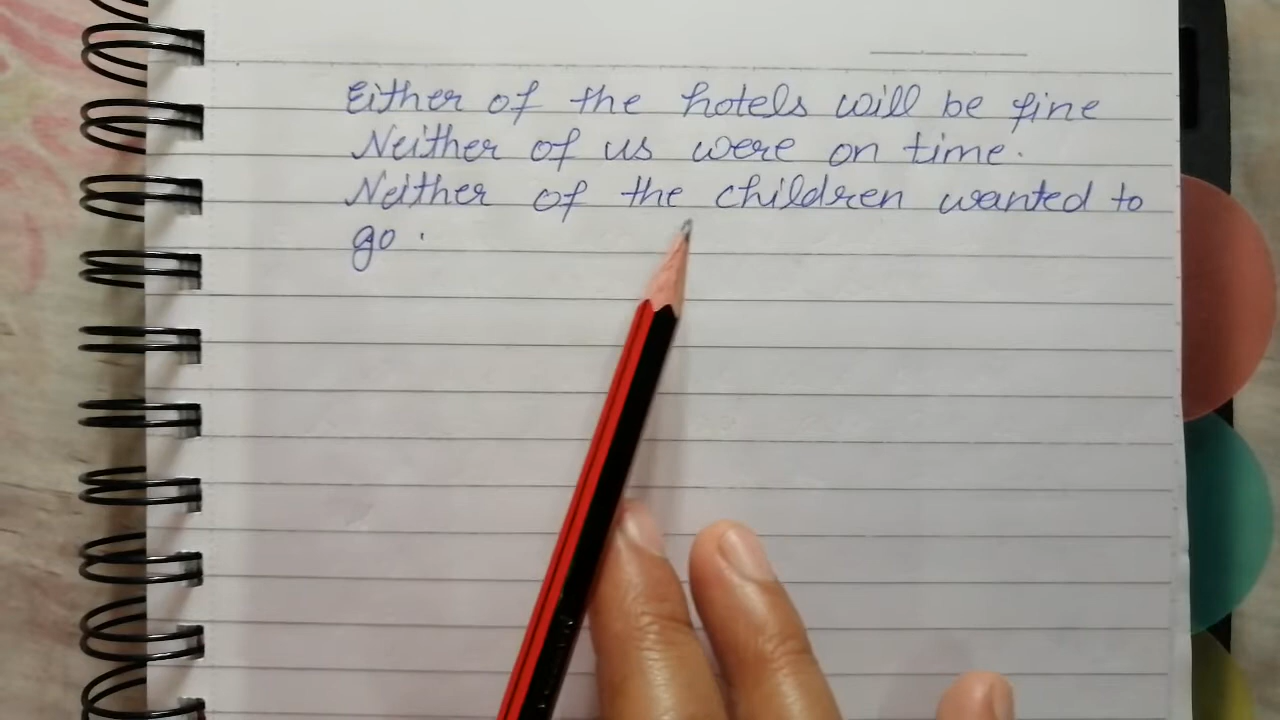 Either of the hotels will be fine
Neither of us were on time.
Neither of the children wanted to
go.